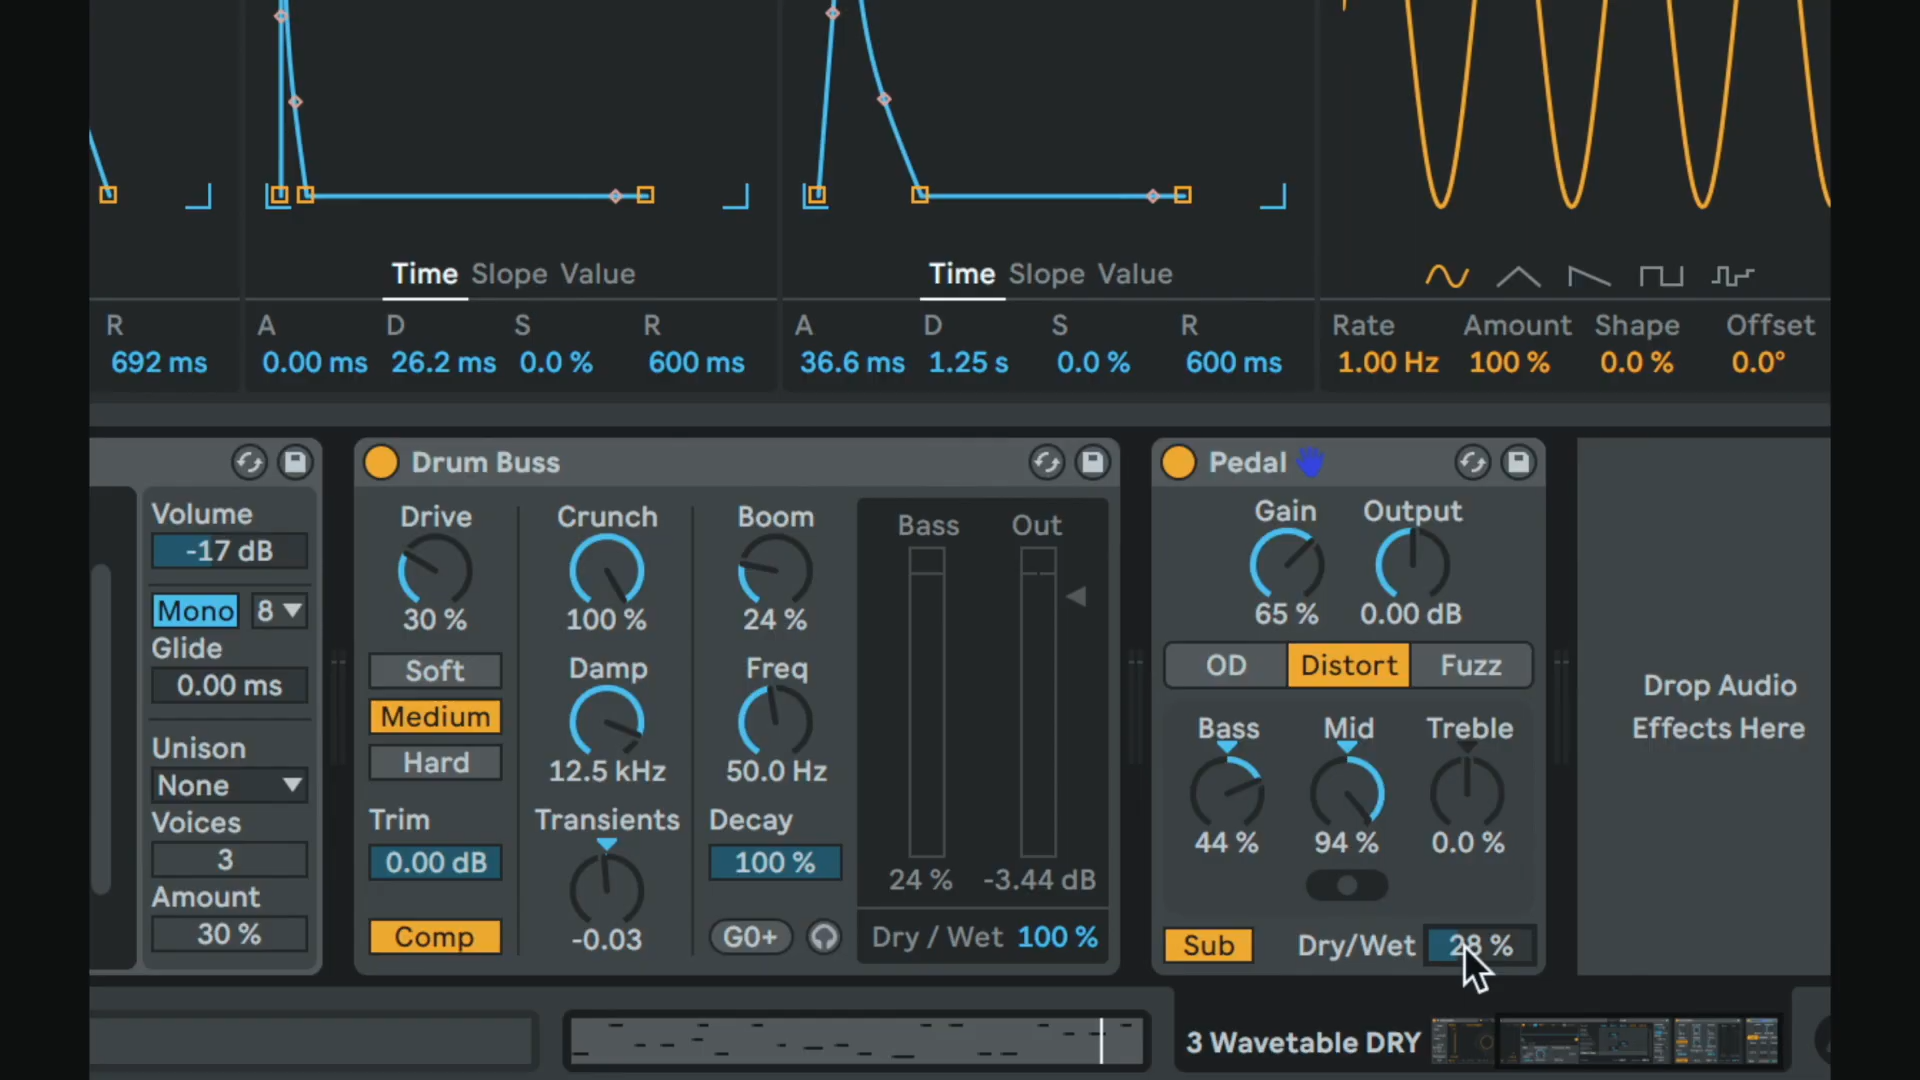 Time Slope Value
Time Slope Value
R
A D S R
A D S R
Rate Amount Shape Offset
692 ms
0.00 ms 26.2 ms 0.0 % 600 ms
36.6 ms 1.25 s 0.0 % 600 ms
1.00 Hz 100 % 0.0 % 0.0°
Volume
-17 dB
Mono 8
Glide
0.00 ms
Unison
None
Voices
3
Amount
30 %
Drum Buss
Drive
30 %
Soft
Medium
Hard
Trim
0.00 dB
Comp
Crunch
100 %
Damp
12.5 kHz
Transients
-0.03
Boom
24 %
Freq
50.0 Hz
Decay
100 %
G0+
Bass Out
24 % -3.44 dB
Dry / Wet 100 %
Pedal
Gain Output
65 % 0.00 dB
OD Distort Fuzz
Bass Mid Treble
44 % 94 % 0.0 %
Sub Dry/Wet 28 %
Drop Audio
Effects Here
3 Wavetable DRY